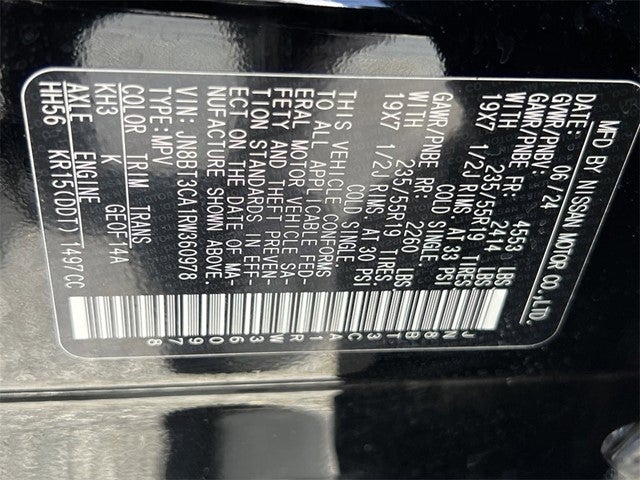 MFD BY NISSAN MOTOR CO.,LTD.
DATE: 06/24
GVWR/PNBV: 4553 LBS
GAWR/PNBE FR: 2414 LBS
WITH 235/55R19 TIRES
19X7 1/2J AT 33 PSI
COLD SINGLE
GAWR/PNBE RR: 2260 LBS
WITH 235/55R19 TIRES:
19X7 1/2J AT 30 PSI
COLD SINGLE
THIS VEHICLE CONFORMS
TO ALL APPLICABLE FED-
ERAL MOTOR VEHICLE SA-
FETY AND THEFT PREVEN-
TION STANDARDS IN EFF-
ECT ON THE DATE OF MA-
NUFACTURE SHOWN ABOVE.
VIN: JN8BT3CA1RW360978
TYPE:MPV
COLOR TRIM TRANS
KH3 K GE0F14A
AXLE ENGINE
HH56 KR15(DDT) 1497CC
JN8BT3CA1RW360978